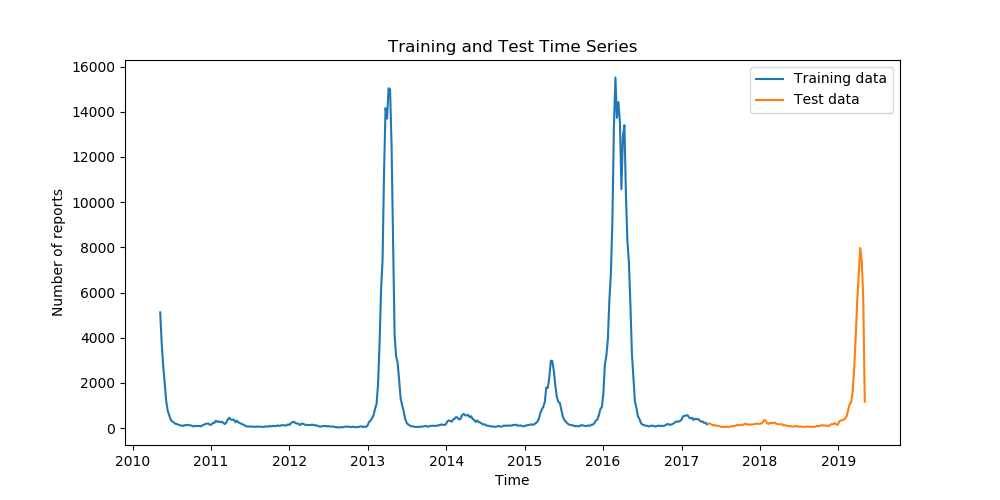 Training and Test Time Series
Number of reports
16000
14000
12000
10000
8000
6000
4000
2000
0
Training data
Test data
2010 2011 2012 2013 2014 2015 2016 2017 2018 2019
Time